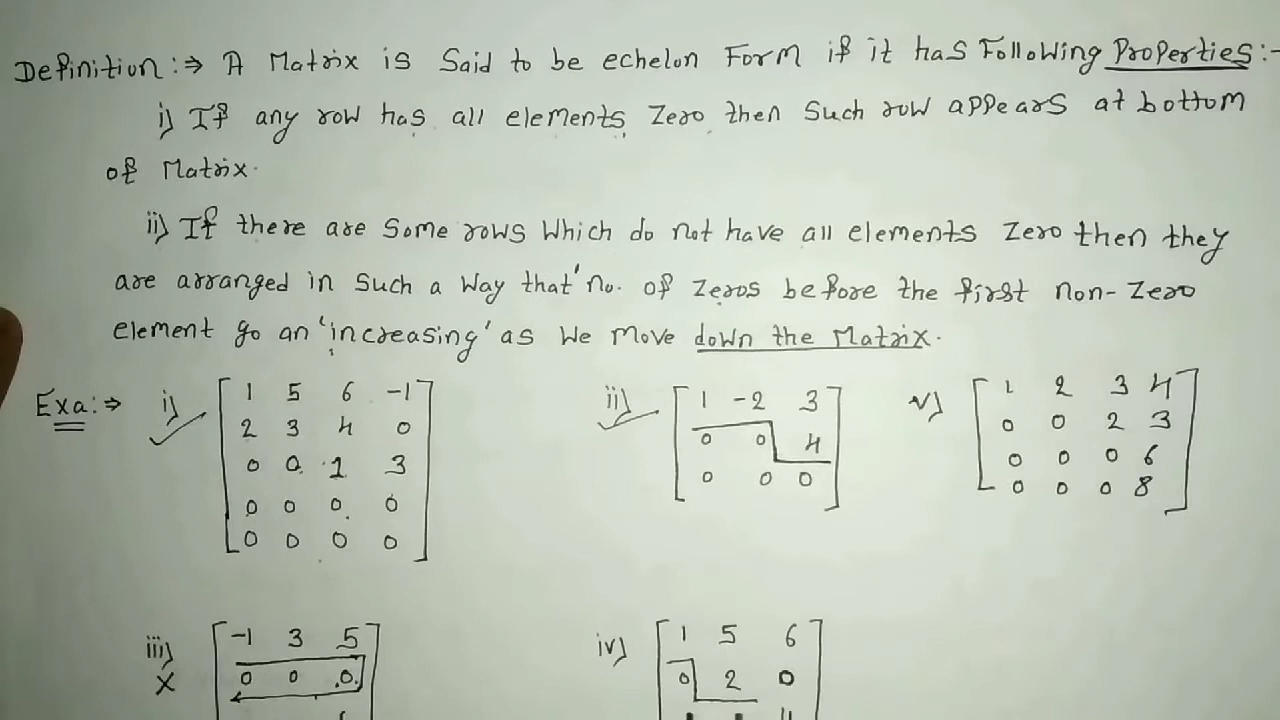 Definition :⇒ A Matrix is Said to be echelon Form if it has Following Properties :-
i) If any row has all elements Zero then Such row appears at bottom
of Matrix.
ii) If there are Some rows Which do not have all elements Zero then they
are arranged in Such a Way that' no. of Zeros before the first non-Zero
element go an 'increasing' as We move down the Matrix.
Exa :⇒ i) ii) v)
1 5 6 -1
2 3 4 0
0 0 1 3
0 0 0 0
0 0 0 0
1 -2 3
0 0 4
0 0 0
1 2 3 4
0 0 2 3
0 0 0 6
0 0 0 8
iii) X
-1 3 5
0 0 0
iv)
1 5 6
0 2 0